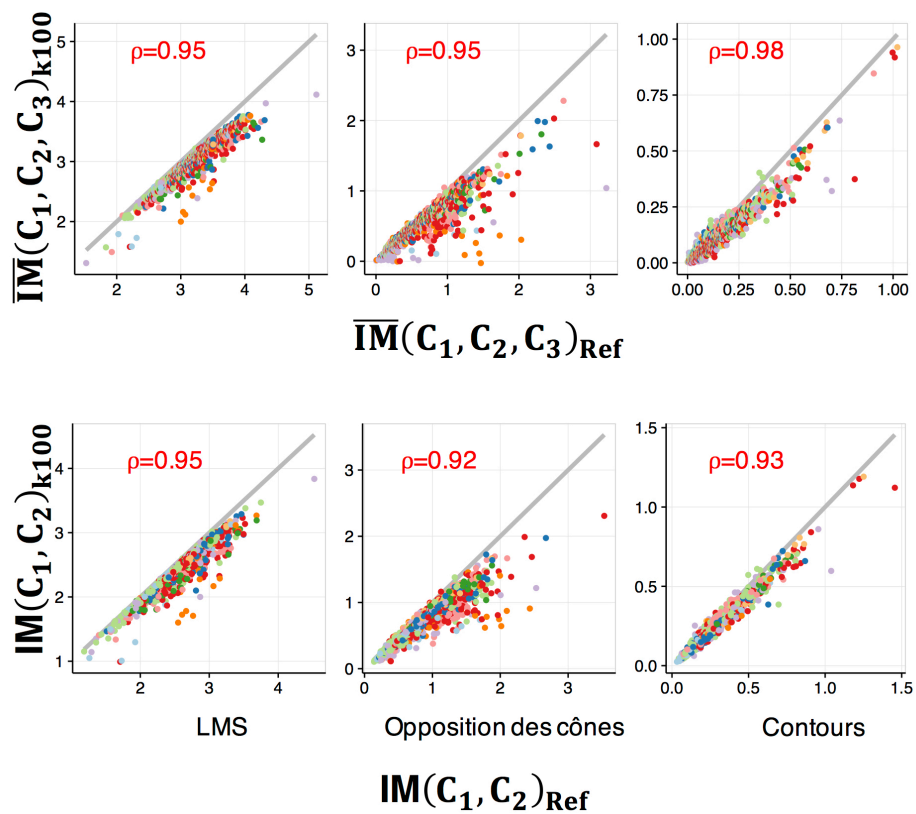 IM(C1, C2, C3)k100
ρ=0.95
5
4
3
2
2 3 4 5
ρ=0.95
3
2
1
0
0 1 2 3
ρ=0.98
1.00
0.75
0.50
0.25
0.00
0.00 0.25 0.50 0.75 1.00
IM(C1, C2, C3)Ref
IM(C1, C2)k100
ρ=0.95
4
3
2
1
2 3 4
ρ=0.92
3
2
1
0
0 1 2 3
ρ=0.93
1.5
1.0
0.5
0.0
0.0 0.5 1.0 1.5
LMS Opposition des cônes Contours
IM(C1, C2)Ref